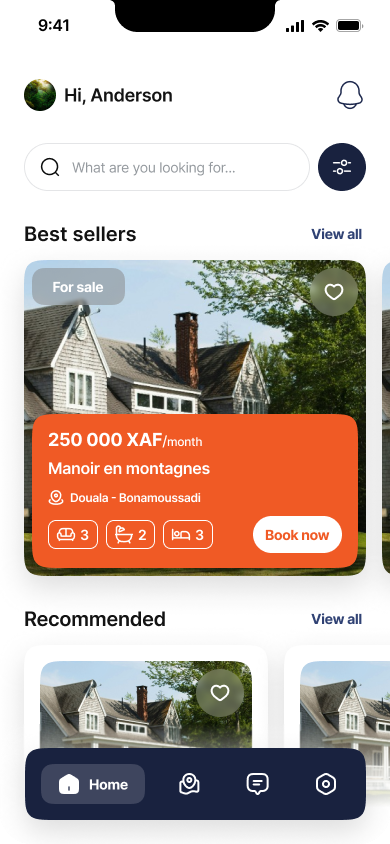 9:41
Hi, Anderson
What are you looking for...
Best sellers
View all
For sale
250 000 XAF/month
Manoir en montagnes
Douala - Bonamoussadi
3
2
3
Book now
Recommended
View all
Home